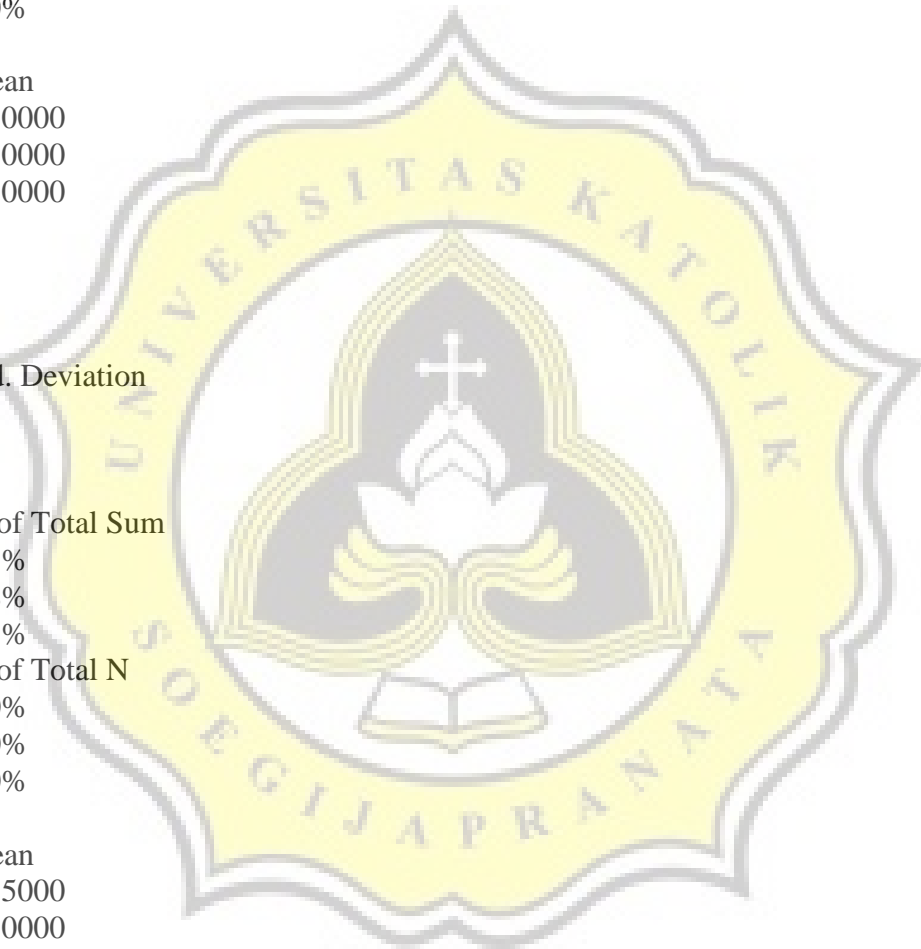 0%
ean
0000
0000
0000
d. Deviation
of Total Sum
%
%
%
of Total N
0%
0%
0%
ean
5000
0000
UNIVERSITAS KATOLIK
SOEGIJAPRANATA